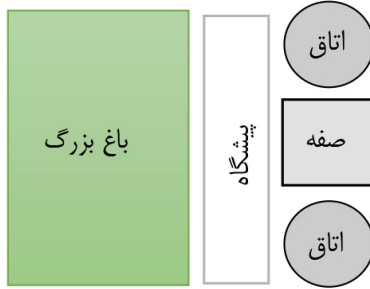 اتاق
صفه
اتاق
پیشگاه
باغ بزرگ